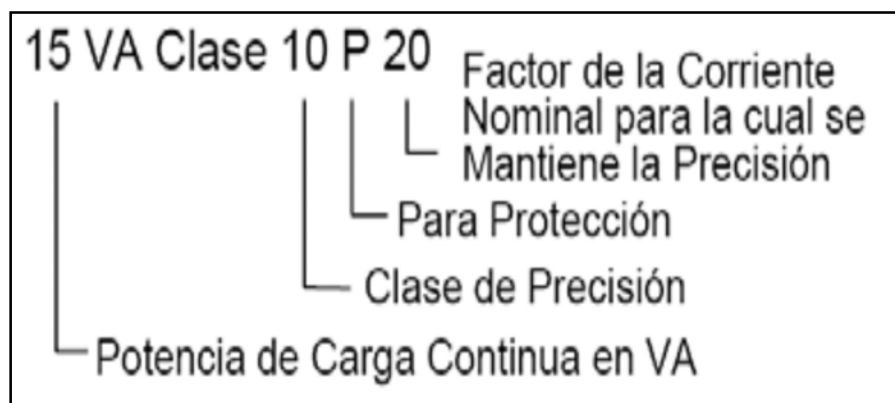 15 VA Clase 10 P 20
Factor de la Corriente
Nominal para la cual se
Mantiene la Precisión
Para Protección
Clase de Precisión
Potencia de Carga Continua en VA